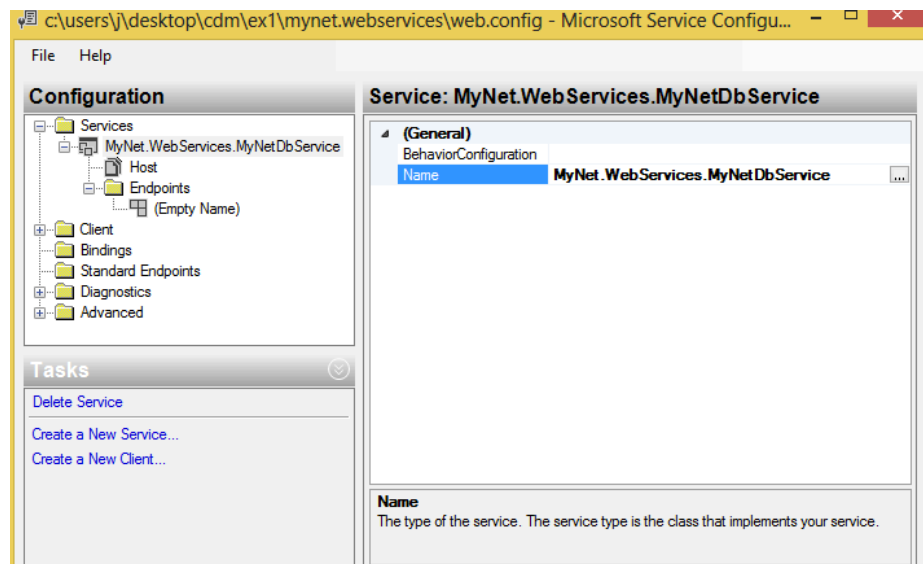 c:\users\j\desktop\cdm\ex1\mynet.webservices\web.config - Microsoft Service Configu...
File Help
Configuration
Services
MyNet.WebServices.MyNetDbService
Host
Endpoints
(Empty Name)
Client
Bindings
Standard Endpoints
Diagnostics
Advanced
Tasks
Delete Service
Create a New Service...
Create a New Client...
Service: MyNet.WebServices.MyNetDbService
(General)
BehaviorConfiguration
Name MyNet.WebServices.MyNetDbService ...
Name
The type of the service. The service type is the class that implements your service.